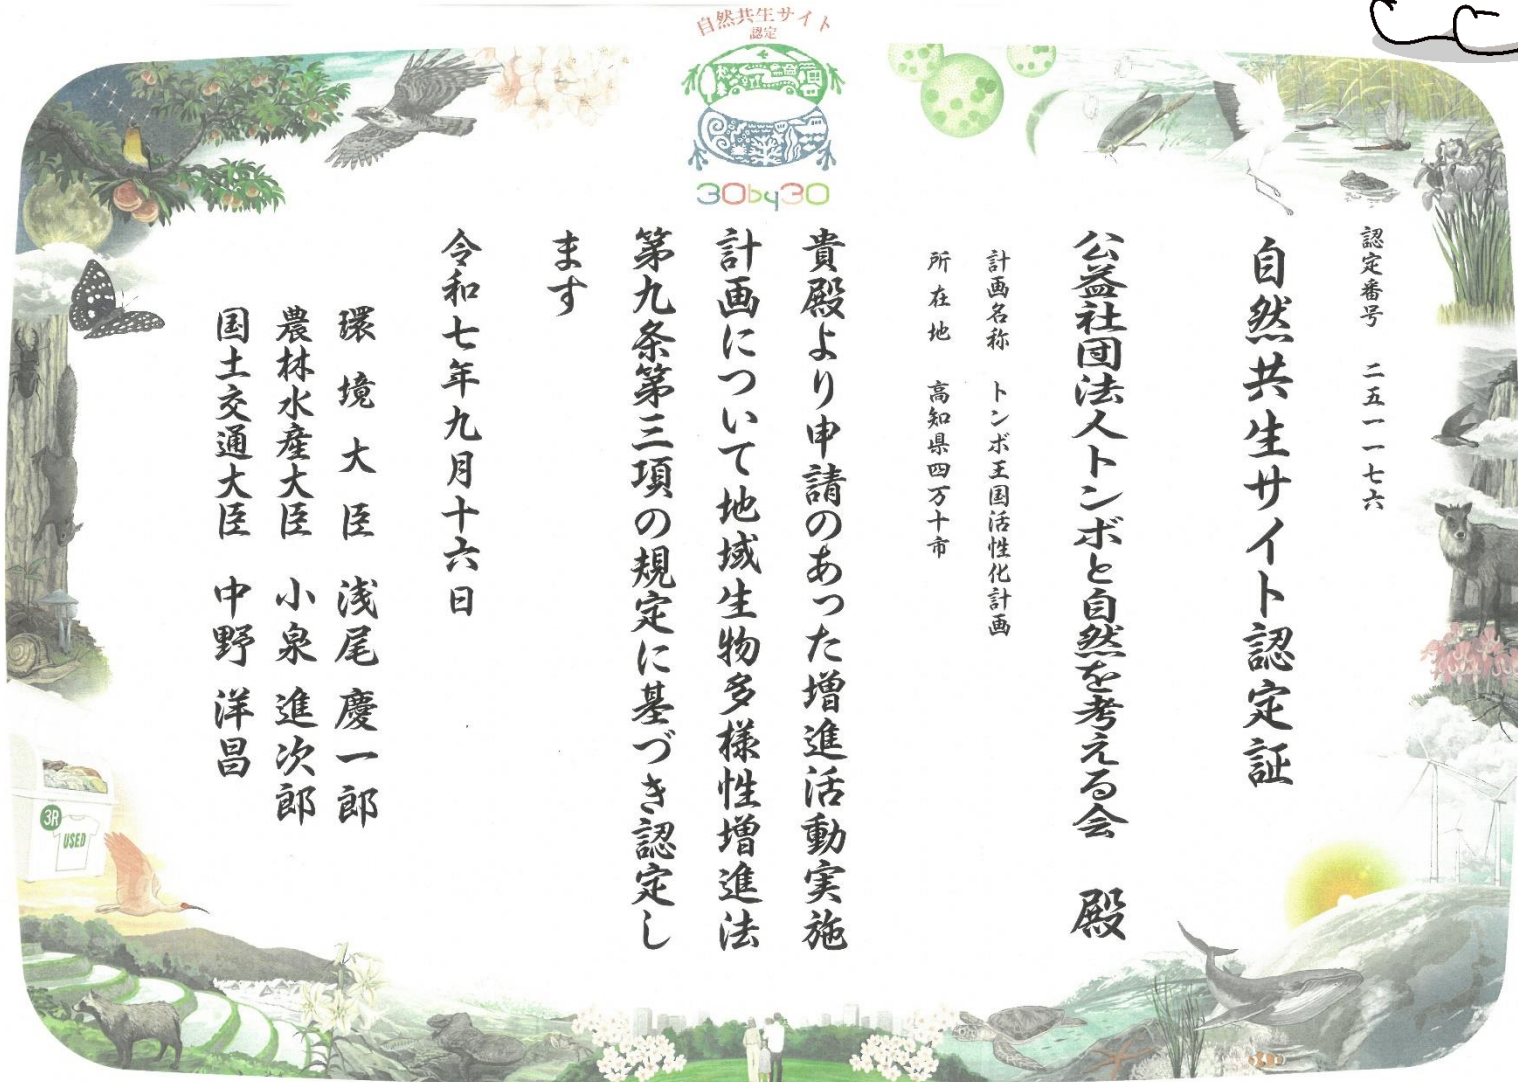 自然共生サイト
認定
30by30
認定番号 二五一一七六
自然共生サイト認定証
公益社団法人トンボと自然を考える会 殿
計画名称 トンボ王国活性化計画
所在地 高知県四万十市
貴殿より申請のあった増進活動実施
計画について地域生物多様性増進法
第九条第三項の規定に基づき認定し
ます
令和七年九月十六日
環境大臣 浅尾慶一郎
農林水産大臣 小泉進次郎
国土交通大臣 中野洋昌
3R
USED